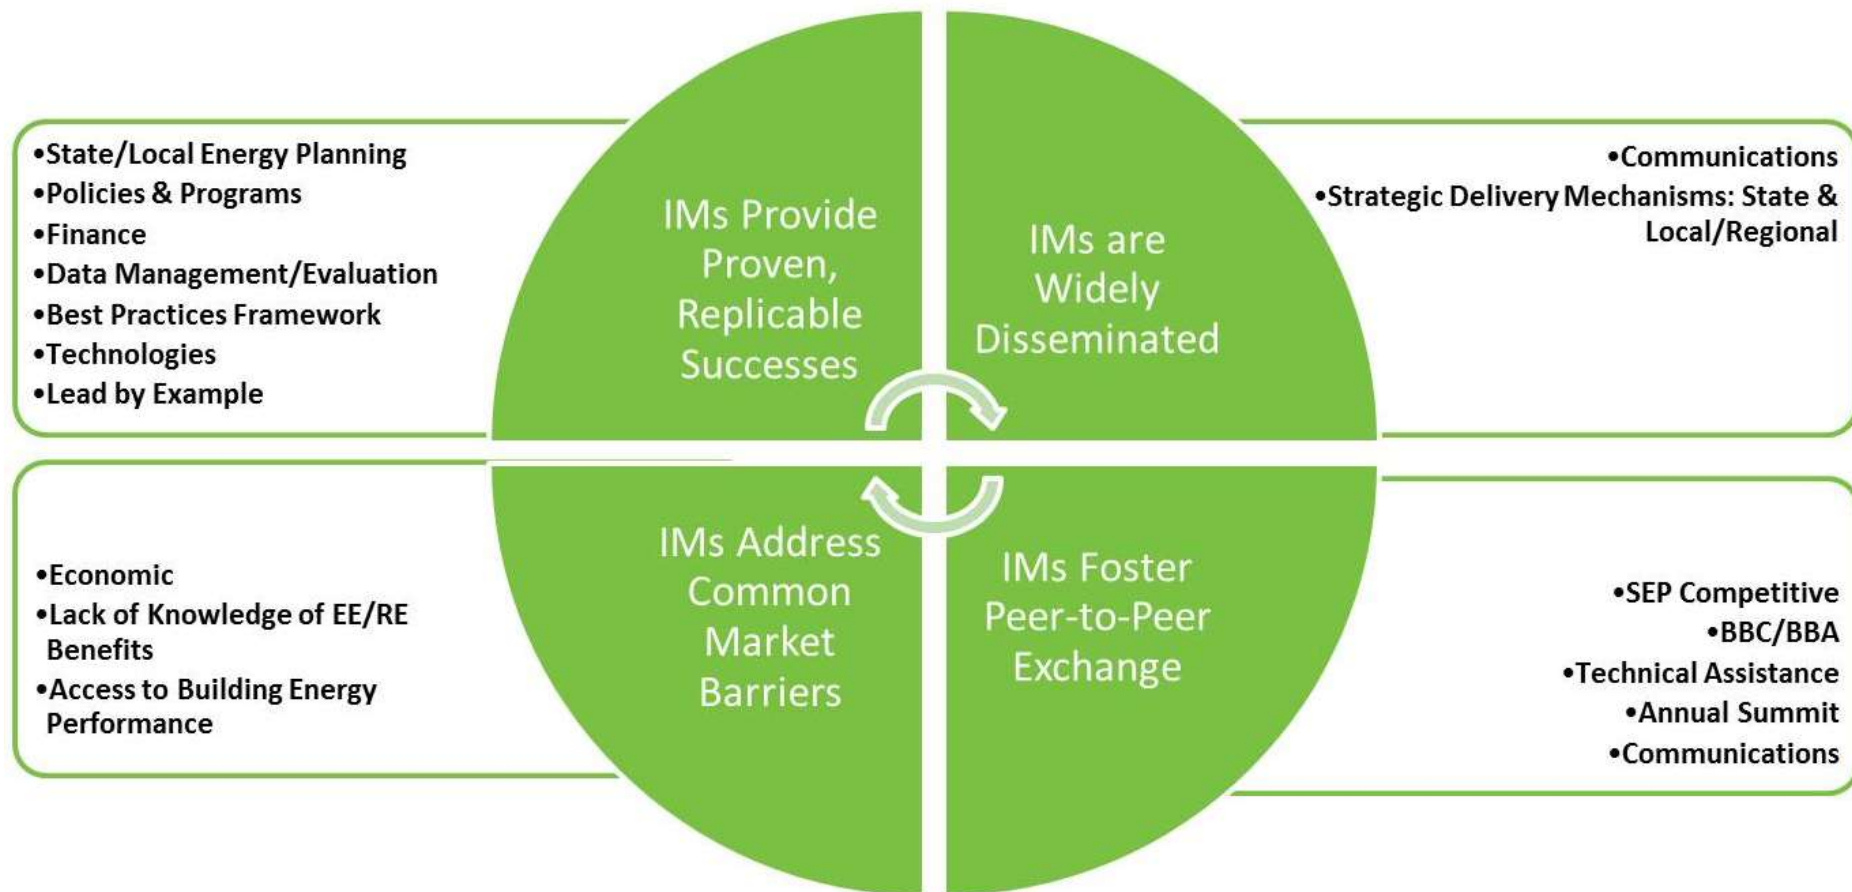 •State/Local Energy Planning
•Policies & Programs
•Finance
•Data Management/Evaluation
•Best Practices Framework
•Technologies
•Lead by Example
IMs Provide
Proven,
Replicable
Successes
IMs are
Widely
Disseminated
•Communications
•Strategic Delivery Mechanisms: State &
Local/Regional
•Economic
•Lack of Knowledge of EE/RE
Benefits
•Access to Building Energy
Performance
IMs Address
Common
Market
Barriers
IMs Foster
Peer-to-Peer
Exchange
•SEP Competitive
•BBC/BBA
•Technical Assistance
•Annual Summit
•Communications